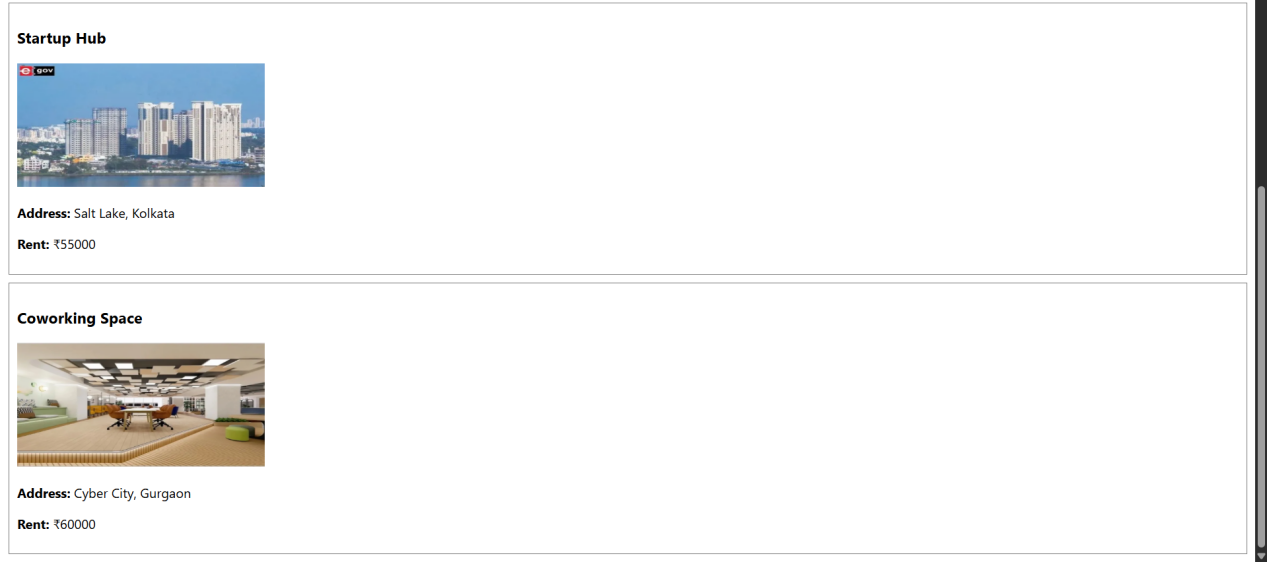 Startup Hub
e gov
Address: Salt Lake, Kolkata
Rent: ₹55000
Coworking Space
Address: Cyber City, Gurgaon
Rent: ₹60000